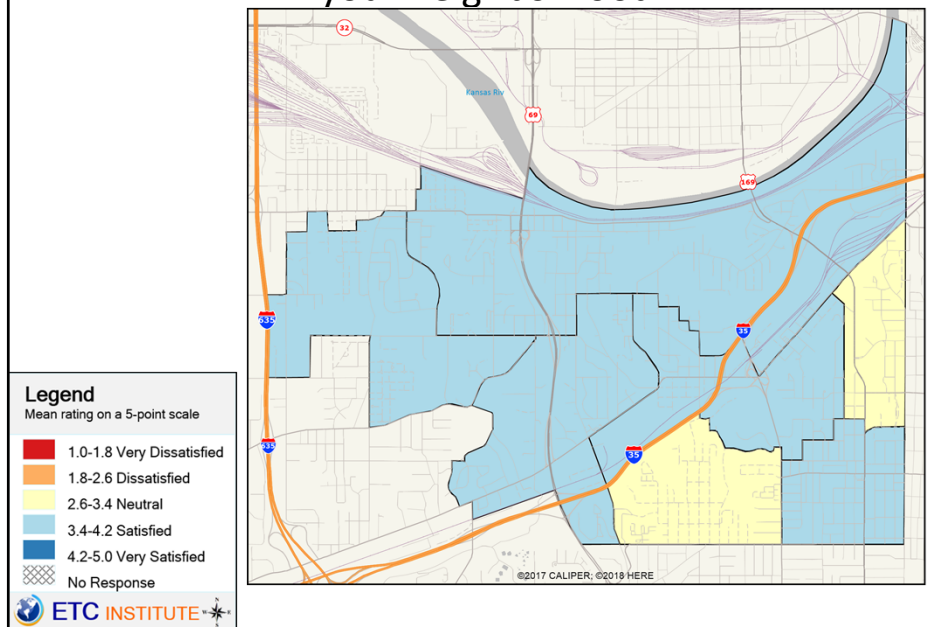 your neighborhood
32
Kansas Riv
69
169
635
35
635
35
Legend
Mean rating on a 5-point scale
1.0-1.8 Very Dissatisfied
1.8-2.6 Dissatisfied
2.6-3.4 Neutral
3.4-4.2 Satisfied
4.2-5.0 Very Satisfied
No Response
©2017 CALIPER; ©2018 HERE
ETC INSTITUTE